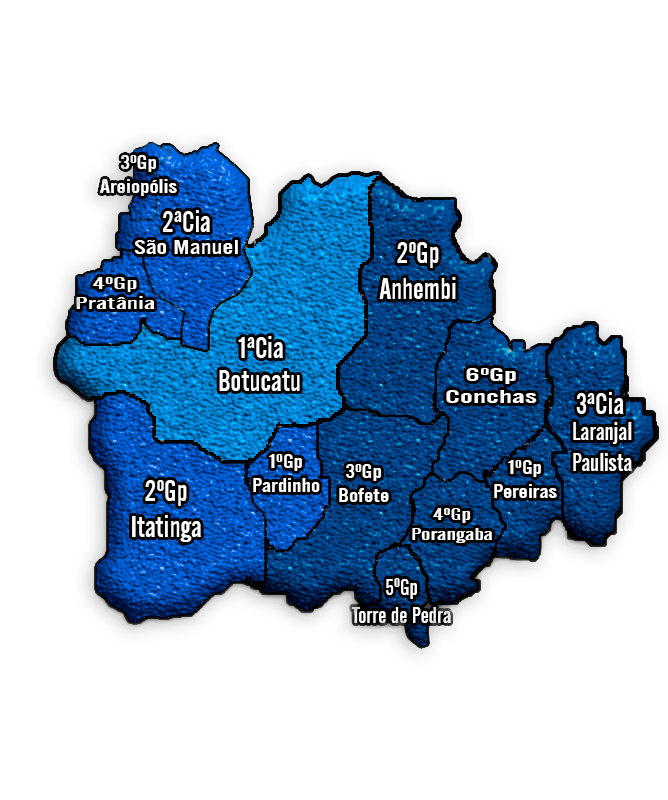 3ºGp
Areiopólis
2ªCia
São Manuel
4ºGp
Pratânia
1ªCia
Botucatu
2ºGp
Anhembi
6ºGp
Conchas
3ªCia
Laranjal
Paulista
1ºGp
Pereiras
1ºGp
Pardinho
3ºGp
Bofete
2ºGp
Itatinga
4ºGp
Porangaba
5ºGp
Torre de Pedra